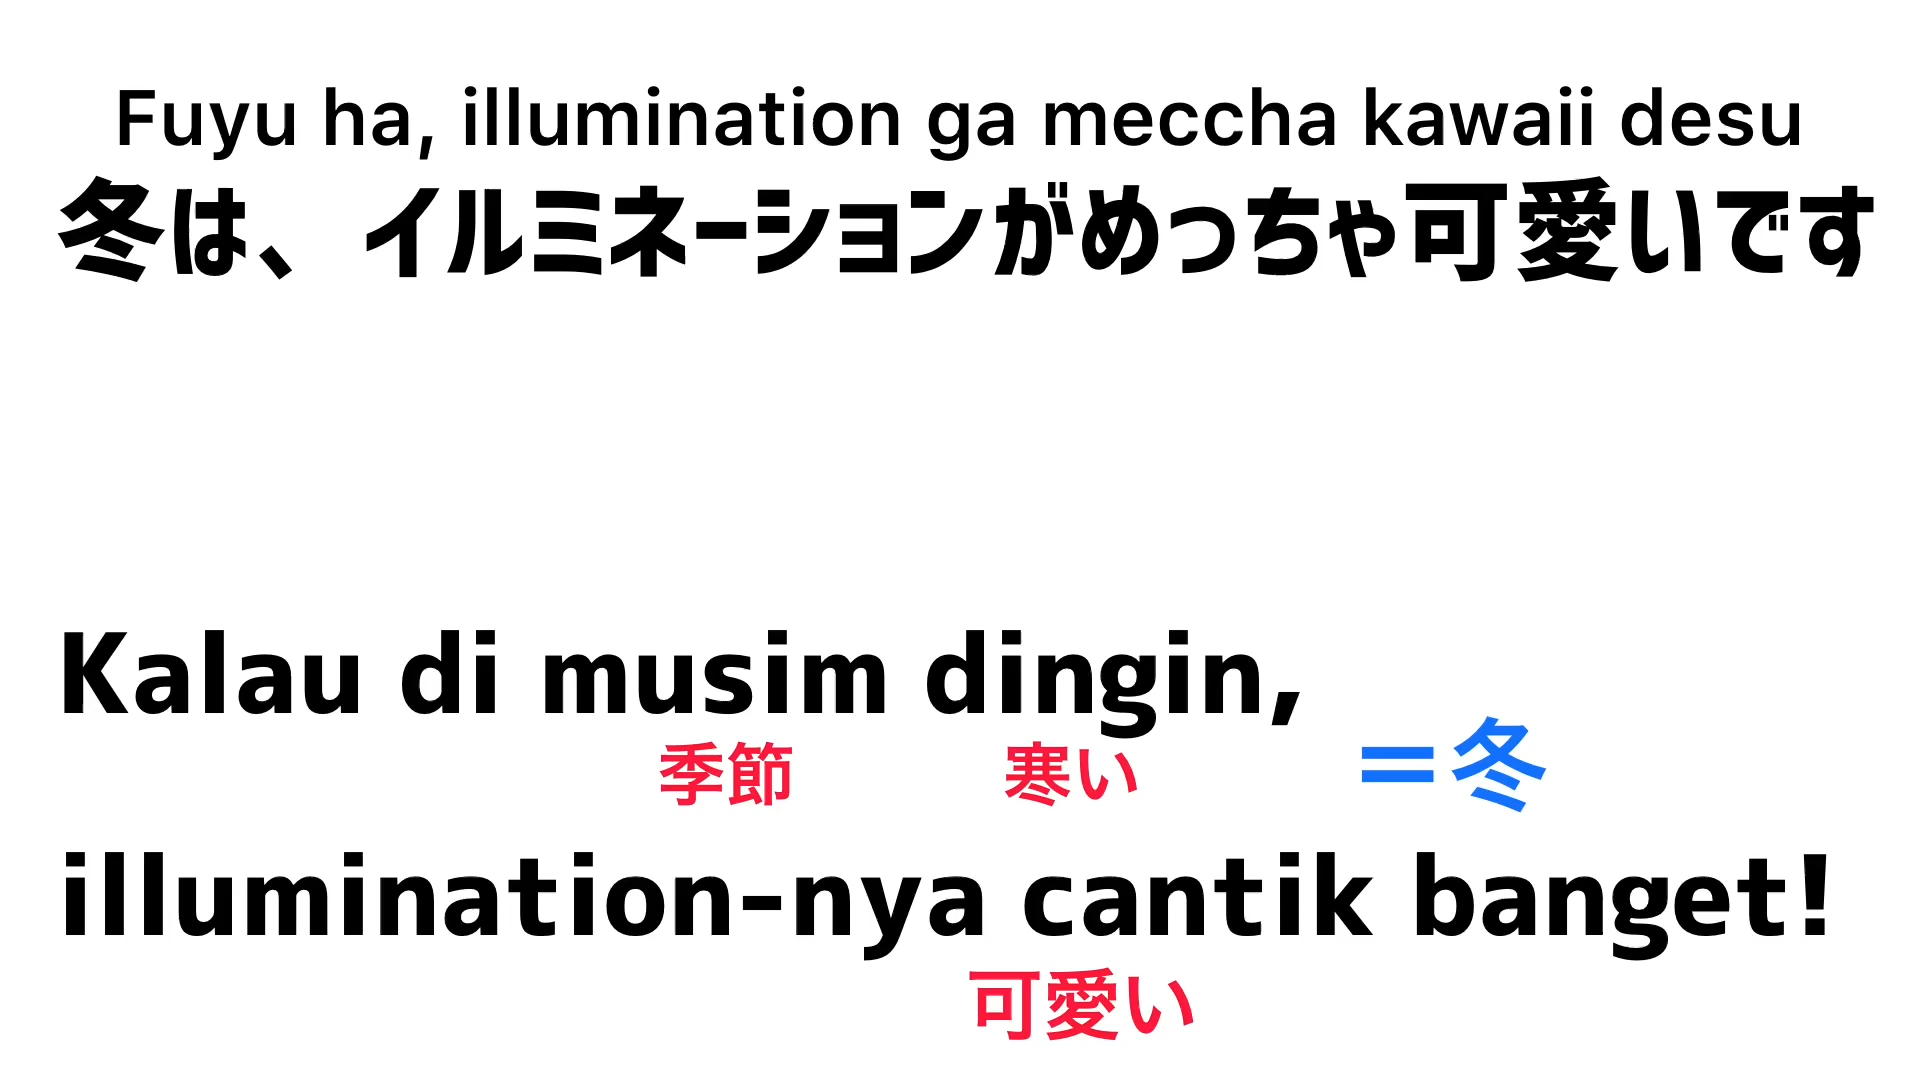 Fuyu ha, illumination ga meccha kawaii desu
冬は、イルミネーションがめっちゃ可愛いです
Kalau di musim dingin,
季節 寒い =冬
illumination-nya cantik banget!
可愛い